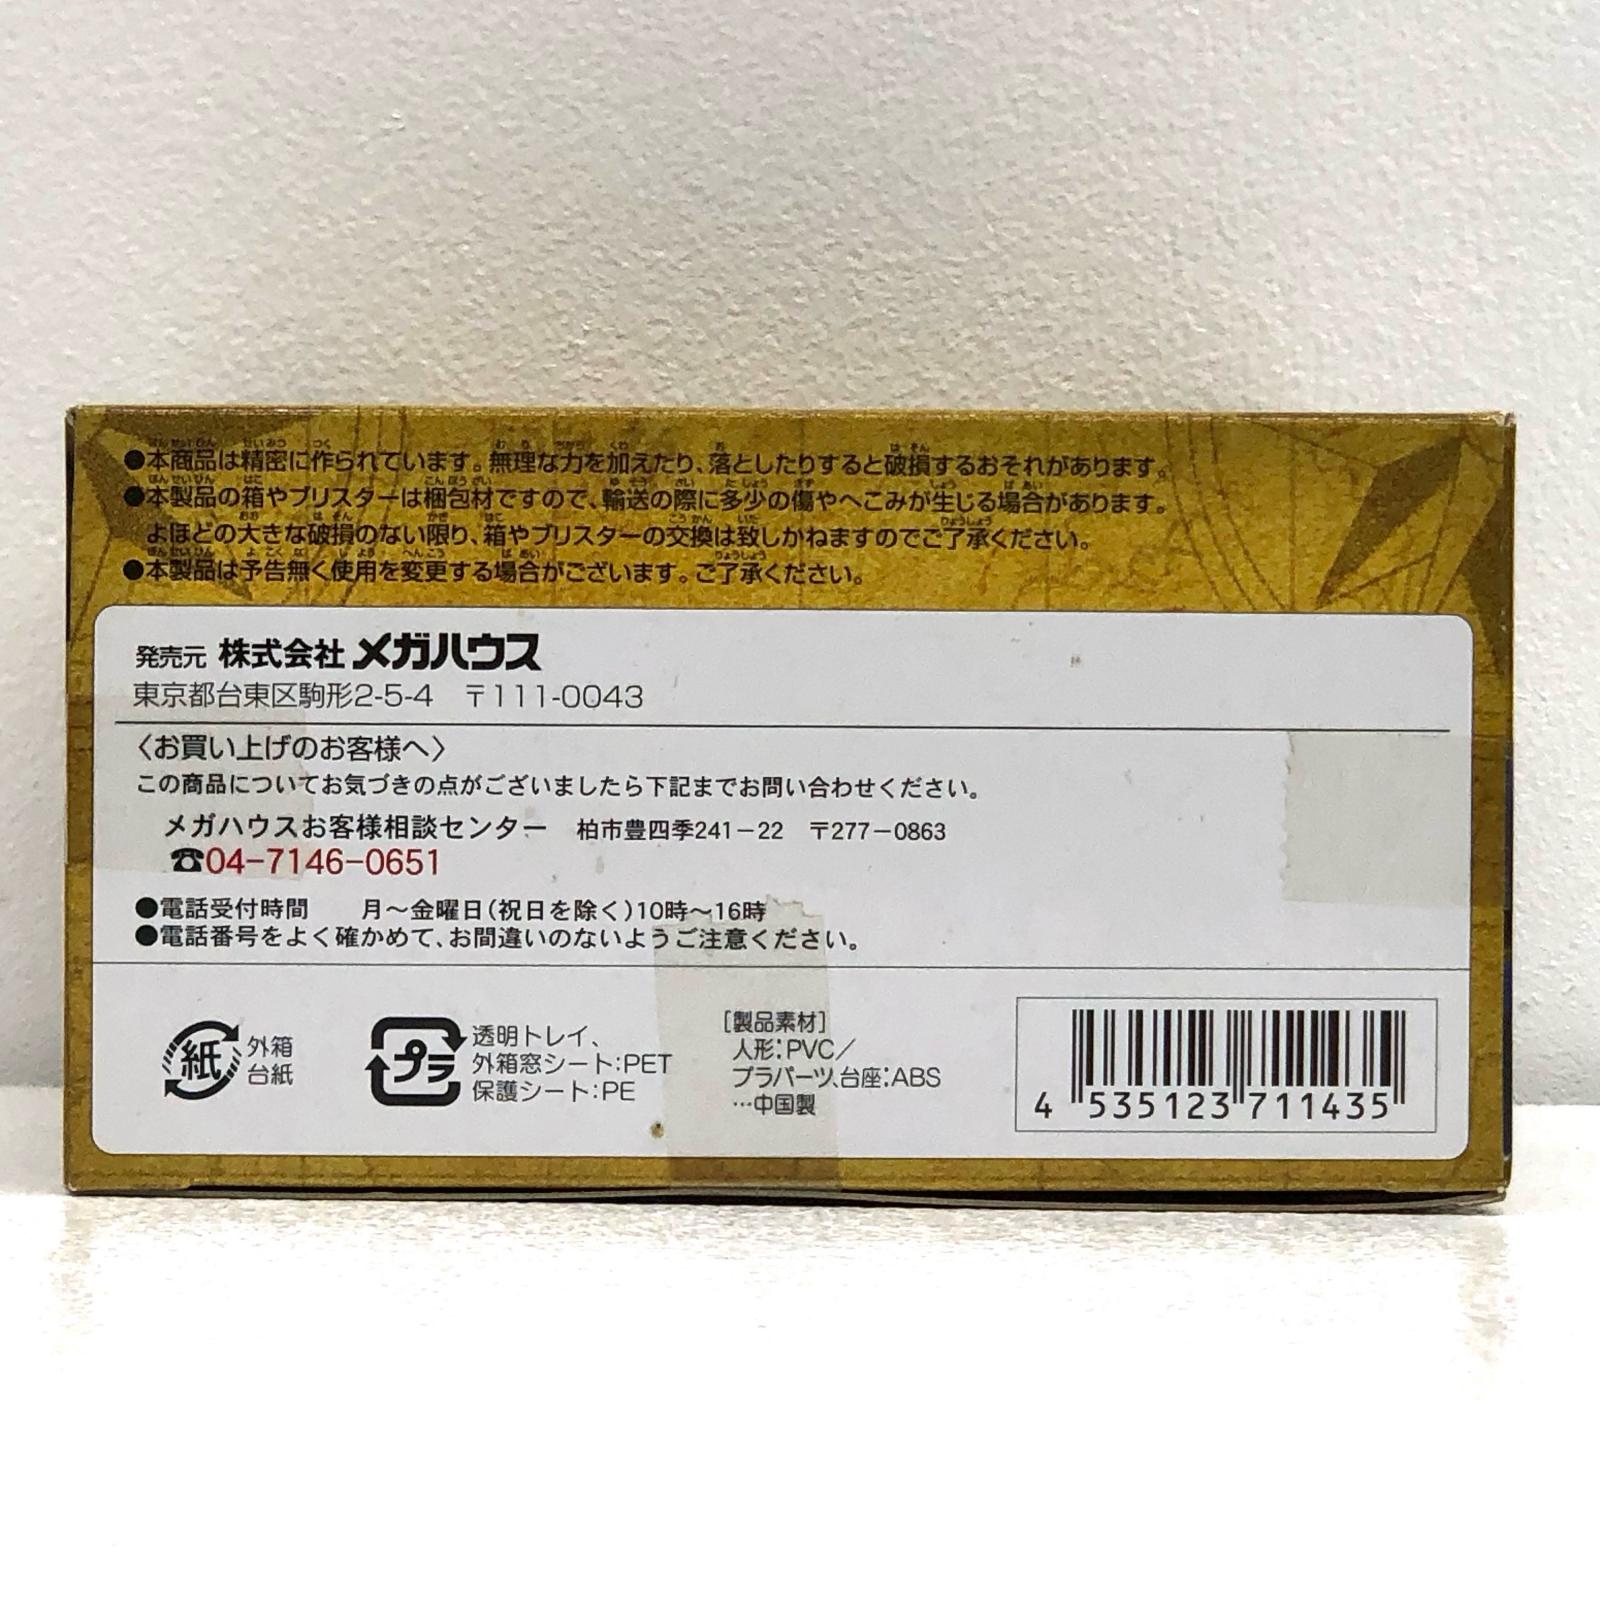 ●本商品は精密に作られています。無理な力を加えたり、落としたりすると破損するおそれがあります。
●本製品の箱やブリスターは梱包材ですので、輸送の際に多少の傷やへこみが生じる場合があります。
よほどの大きな破損のない限り、箱やブリスターの交換は致しかねますのでご了承ください。
●本製品は予告無く使用を変更する場合がございます。ご了承ください。
発売元 株式会社 メガハウス
東京都台東区駒形2-5-4 〒111-0043
〈お買い上げのお客様へ〉
この商品についてお気づきの点がございましたら下記までお問い合わせください。
メガハウスお客様相談センター 柏市豊四季241-22 〒277-0863
☎04-7146-0651
●電話受付時間 月〜金曜日(祝日を除く)10時〜16時
●電話番号をよく確かめて、お間違いのないようご注意ください。
紙 外箱
台紙
プラ 透明トレイ、
外箱窓シート:PET
保護シート:PE
[製品素材]
人形:PVC／
プラパーツ、台座:ABS
…中国製
4 535123 711435